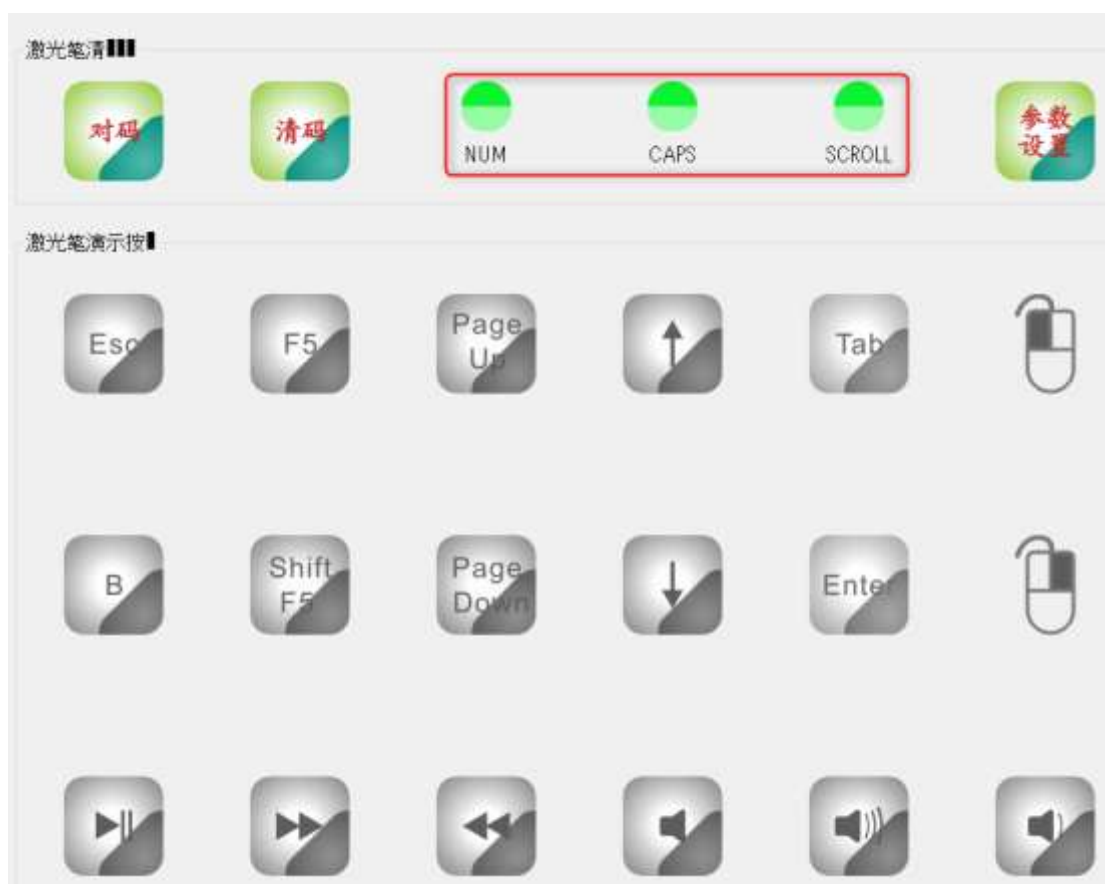 激光笔清
对码
清码
NUM
CAPS
SCROLL
参数
设置
激光笔演示按
Esc
F5
Page
Up
Tab
B
Shift
F5
Page
Down
Enter